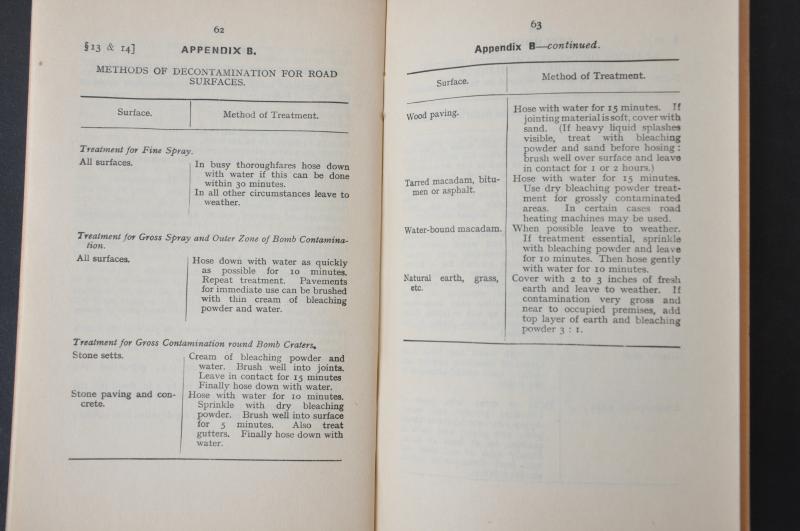 62
§13 & 14]
APPENDIX B.
METHODS OF DECONTAMINATION FOR ROAD
SURFACES.
Surface.
Method of Treatment.
Treatment for Fine Spray.
All surfaces.
In busy thoroughfares hose down
with water if this can be done
within 30 minutes.
In all other circumstances leave to
weather.
Treatment for Gross Spray and Outer Zone of Bomb Contamina-
tion.
All surfaces.
Hose down with water as quickly
as possible for 10 minutes.
Repeat treatment. Pavements
for immediate use can be brushed
with thin cream of bleaching
powder and water.
Treatment for Gross Contamination round Bomb Craters.
Stone setts.
Cream of bleaching powder and
water. Brush well into joints.
Leave in contact for 15 minutes
Finally hose down with water.
Stone paving and con-
crete.
Hose with water for 10 minutes.
Sprinkle with dry bleaching
powder. Brush well into surface
for 5 minutes. Also treat
gutters. Finally hose down with
water.
63
Appendix B—continued.
Surface.
Method of Treatment.
Wood paving.
Hose with water for 15 minutes. If
jointing material is soft, cover with
sand. (If heavy liquid splashes
visible, treat with bleaching
powder and sand before hosing :
brush well over surface and leave
in contact for 1 or 2 hours.)
Tarred macadam, bitu-
men or asphalt.
Hose with water for 15 minutes.
Use dry bleaching powder treat-
ment for grossly contaminated
areas. In certain cases road
heating machines may be used.
Water-bound macadam.
When possible leave to weather.
If treatment essential, sprinkle
with bleaching powder and leave
for 10 minutes. Then hose gently
with water for 10 minutes.
Natural earth, grass,
etc.
Cover with 2 to 3 inches of fresh
earth and leave to weather. If
contamination very gross and
near to occupied premises, add
top layer of earth and bleaching
powder 3 : 1.